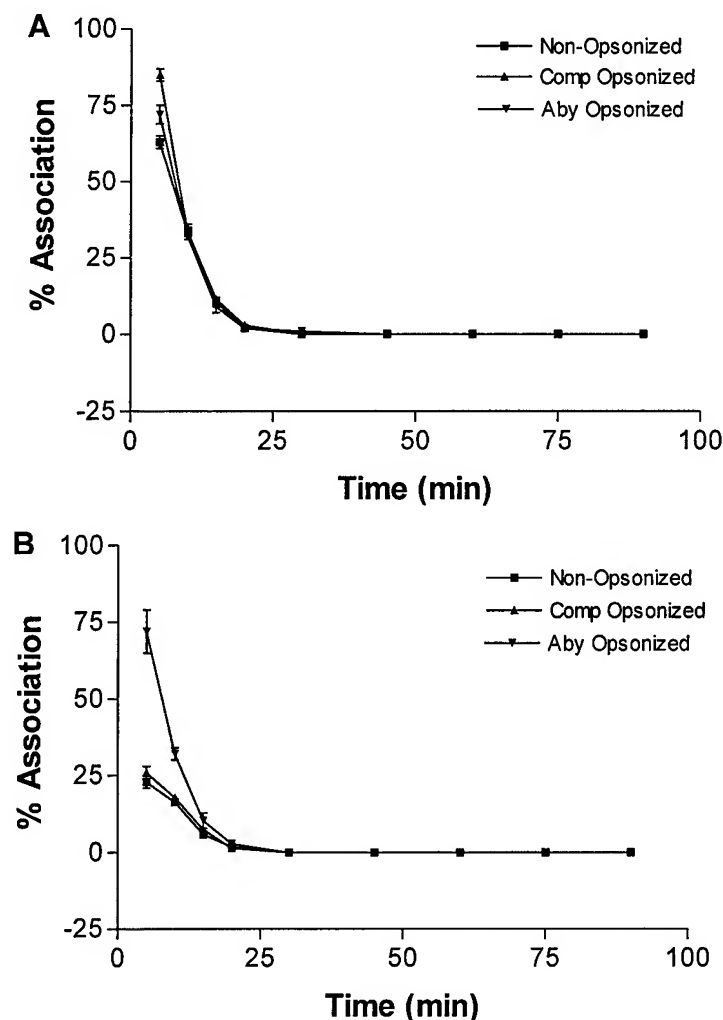 A
100
75
50
25
0
-25
% Association
Non-Opsonized
Comp Opsonized
Aby Opsonized
0
25
50
75
100
Time (min)
B
100
75
50
25
0
-25
% Association
Non-Opsonized
Comp Opsonized
Aby Opsonized
0
25
50
75
100
Time (min)